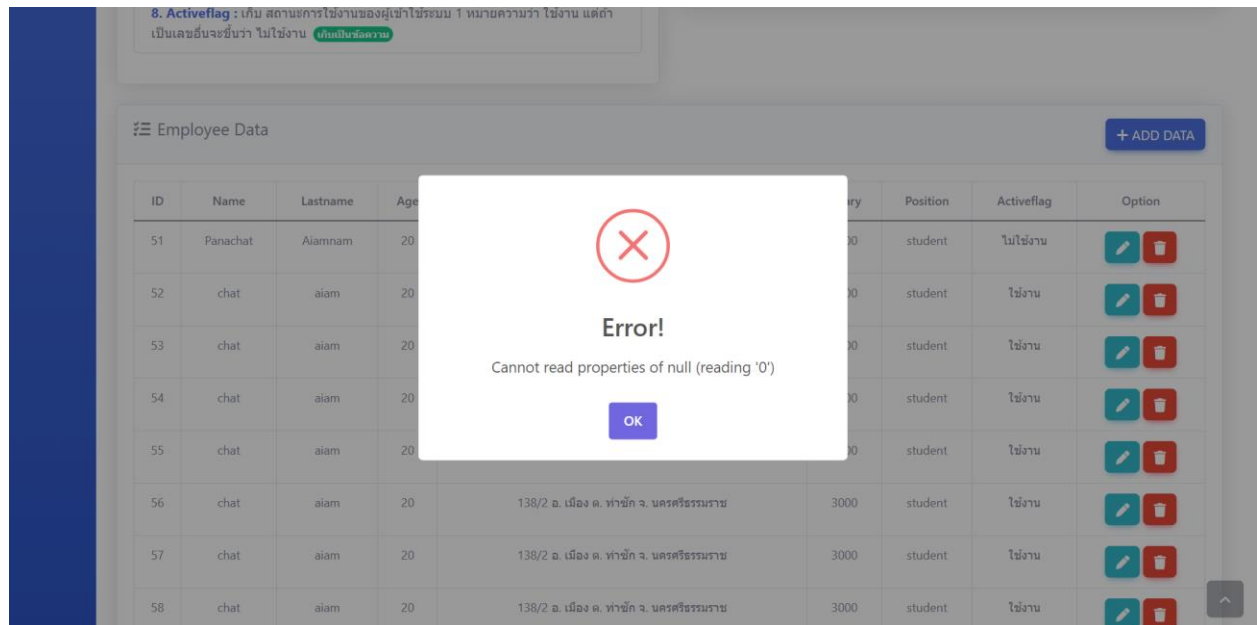 8. Activeflag : เก็บ สถานะการใช้งานของผู้เข้าใช้ระบบ 1 หมายความว่า ใช้งาน แต่ถ้า
เป็นเลขอื่นจะขึ้นว่า ไม่ใช้งาน เก็บเป็นข้อความ
Employee Data
+ ADD DATA
ID Name Lastname Age Position Activeflag Option
51 Panachat Aiamnam 20 student ไม่ใช้งาน
52 chat aiam 20 student ใช้งาน
53 chat aiam 20 student ใช้งาน
54 chat aiam 20 student ใช้งาน
55 chat aiam 20 student ใช้งาน
56 chat aiam 20 138/2 อ. เมือง ต. ท่าซัก จ. นครศรีธรรมราช 3000 student ใช้งาน
57 chat aiam 20 138/2 อ. เมือง ต. ท่าซัก จ. นครศรีธรรมราช 3000 student ใช้งาน
58 chat aiam 20 138/2 อ. เมือง ต. ท่าซัก จ. นครศรีธรรมราช 3000 student ใช้งาน
Error!
Cannot read properties of null (reading '0')
OK